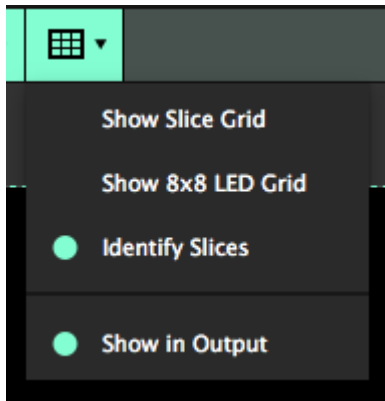 Show Slice Grid
Show 8x8 LED Grid
Identify Slices
Show in Output